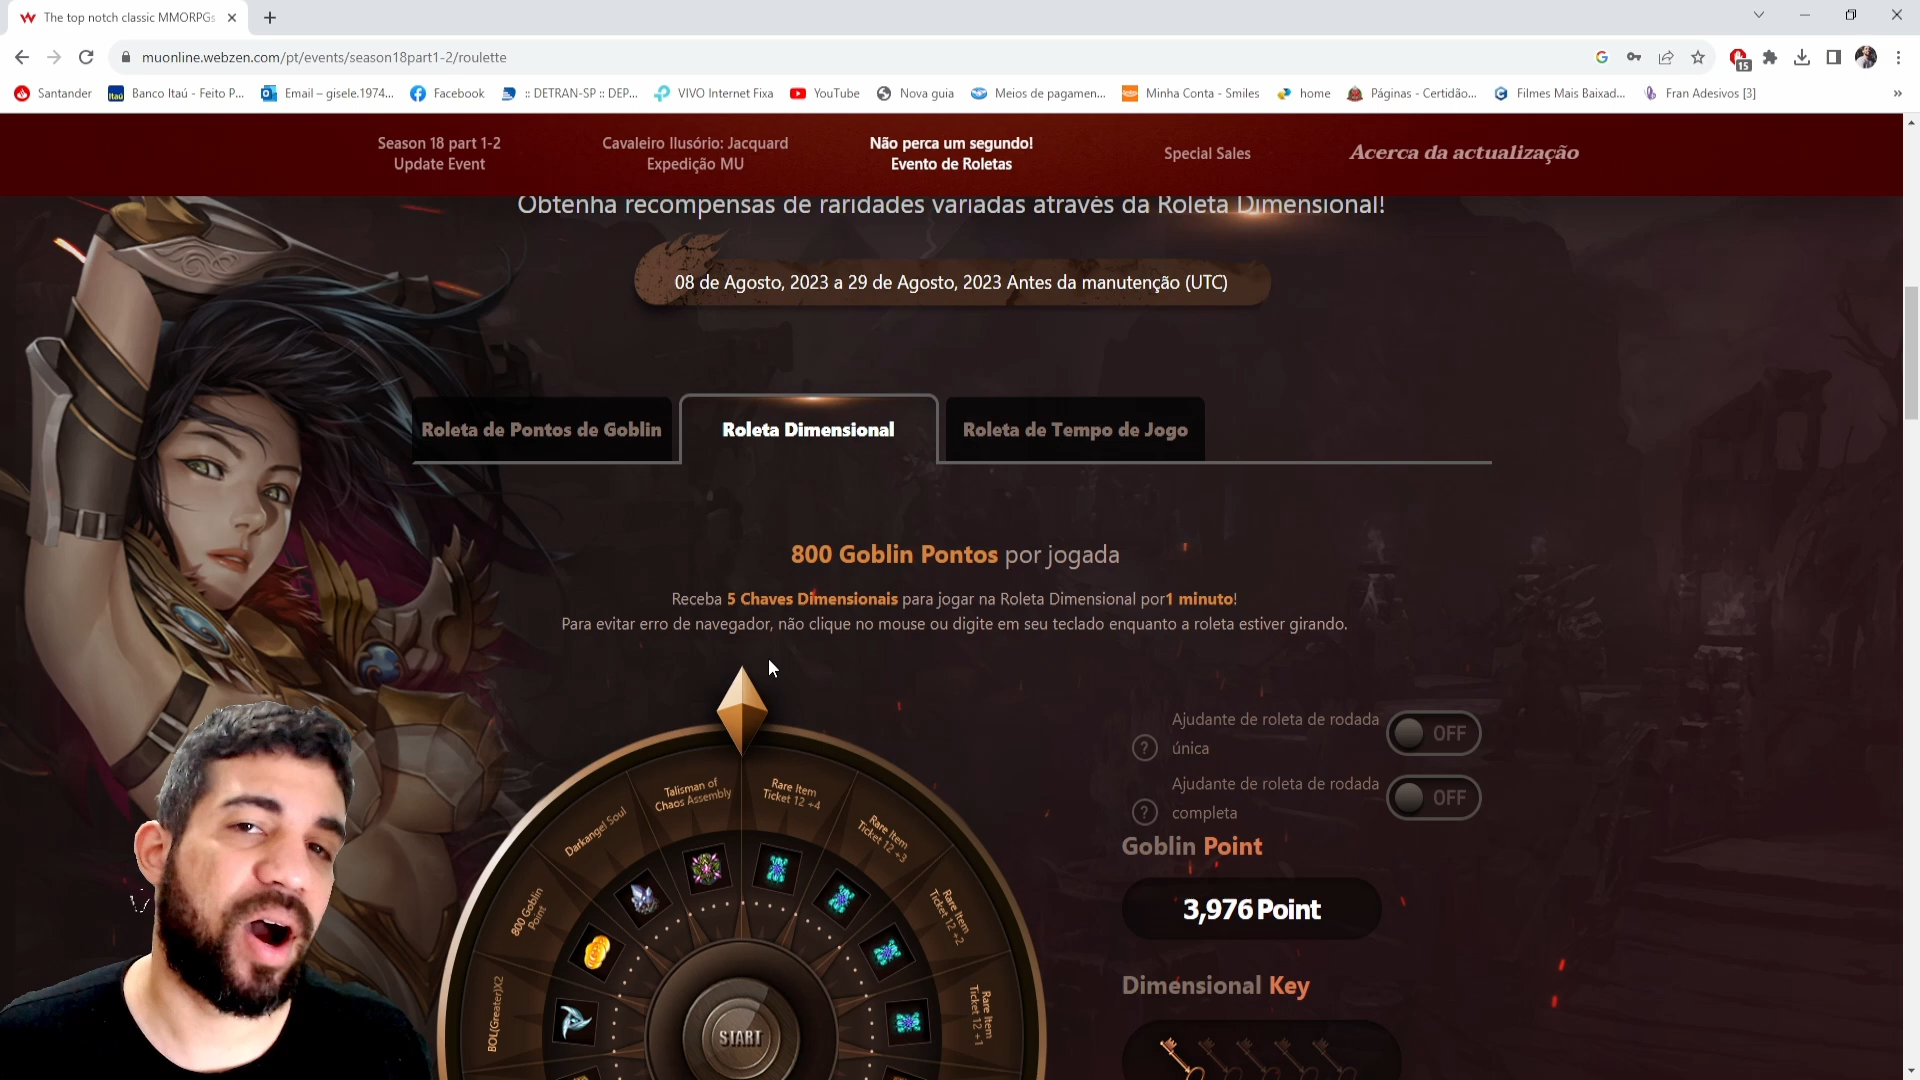 The top notch classic MMORPGs
muonline.webzen.com/pt/events/season18part1-2/roulette
15
Santander
Itaú
Banco Itaú - Feito P...
Email – gisele.1974...
Facebook
:: DETRAN-SP :: DEP...
VIVO Internet Fixa
YouTube
Nova guia
Meios de pagamen...
Minha Conta - Smiles
home
Páginas - Certidão...
Filmes Mais Baixad...
Fran Adesivos [3]
»
Season 18 part 1-2
Update Event
Cavaleiro Ilusório: Jacquard
Expedição MU
Não perca um segundo!
Evento de Roletas
Special Sales
Acerca da actualização
Obtenha recompensas de raridades variadas através da Roleta Dimensional!
08 de Agosto, 2023 a 29 de Agosto, 2023 Antes da manutenção (UTC)
Roleta de Pontos de Goblin
Roleta Dimensional
Roleta de Tempo de Jogo
800 Goblin Pontos por jogada
Receba 5 Chaves Dimensionais para jogar na Roleta Dimensional por1 minuto!
Para evitar erro de navegador, não clique no mouse ou digite em seu teclado enquanto a roleta estiver girando.
Ajudante de roleta de rodada
única
? OFF
Ajudante de roleta de rodada
completa
? OFF
Talisman of
Chaos Assembly
Rare Item
Ticket 12 +4
Darkangel Soul
Rare Item
Ticket 12 +3
800 Goblin
Point
Rare Item
Ticket 12 +2
BOL(Greater)X2
Rare Item
Ticket 12 +1
START
Goblin Point
3,976 Point
Dimensional Key